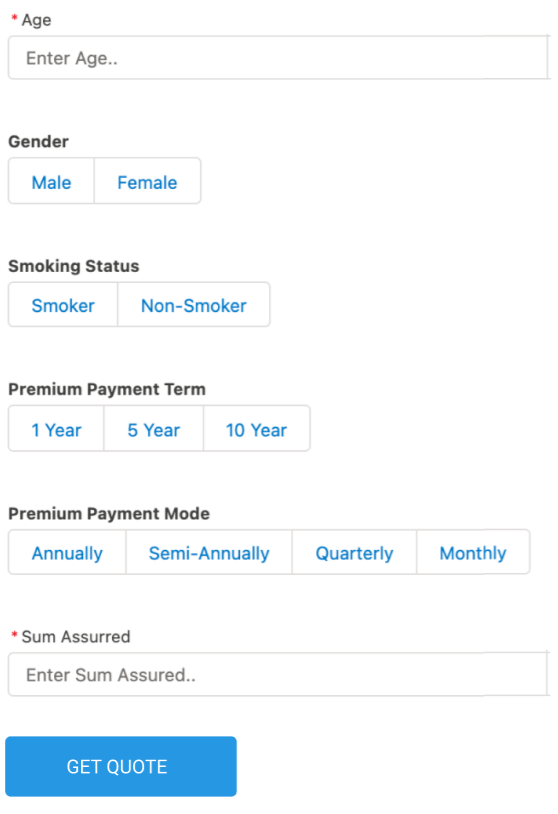 * Age
Enter Age..
Gender
Male Female
Smoking Status
Smoker Non-Smoker
Premium Payment Term
1 Year 5 Year 10 Year
Premium Payment Mode
Annually Semi-Annually Quarterly Monthly
* Sum Assurred
Enter Sum Assured..
GET QUOTE